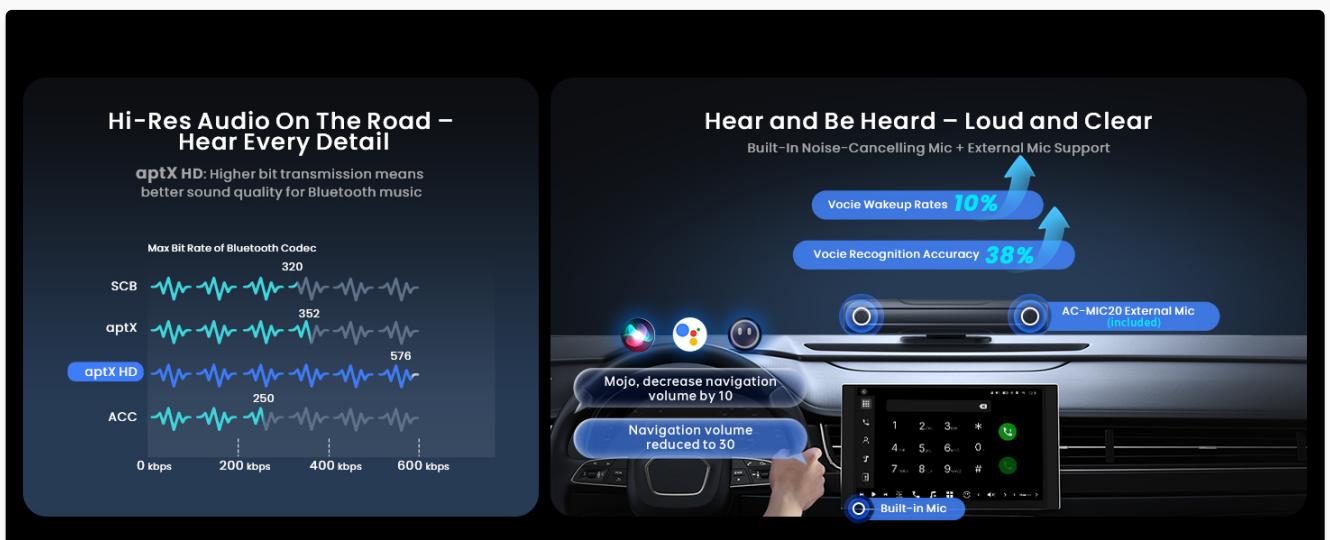 Hi-Res Audio On The Road –
Hear Every Detail
aptX HD: Higher bit transmission means
better sound quality for Bluetooth music
Max Bit Rate of Bluetooth Codec
320
SCB
352
aptX
576
aptX HD
250
ACC
0 kbps 200 kbps 400 kbps 600 kbps
Hear and Be Heard – Loud and Clear
Built-In Noise-Cancelling Mic + External Mic Support
Vocie Wakeup Rates 10%
Vocie Recognition Accuracy 38%
AC-MIC20 External Mic
(included)
Mojo, decrease navigation
volume by 10
Navigation volume
reduced to 30
1 2 3 *
4 5 6 0
7 8 9 #
Built-in Mic